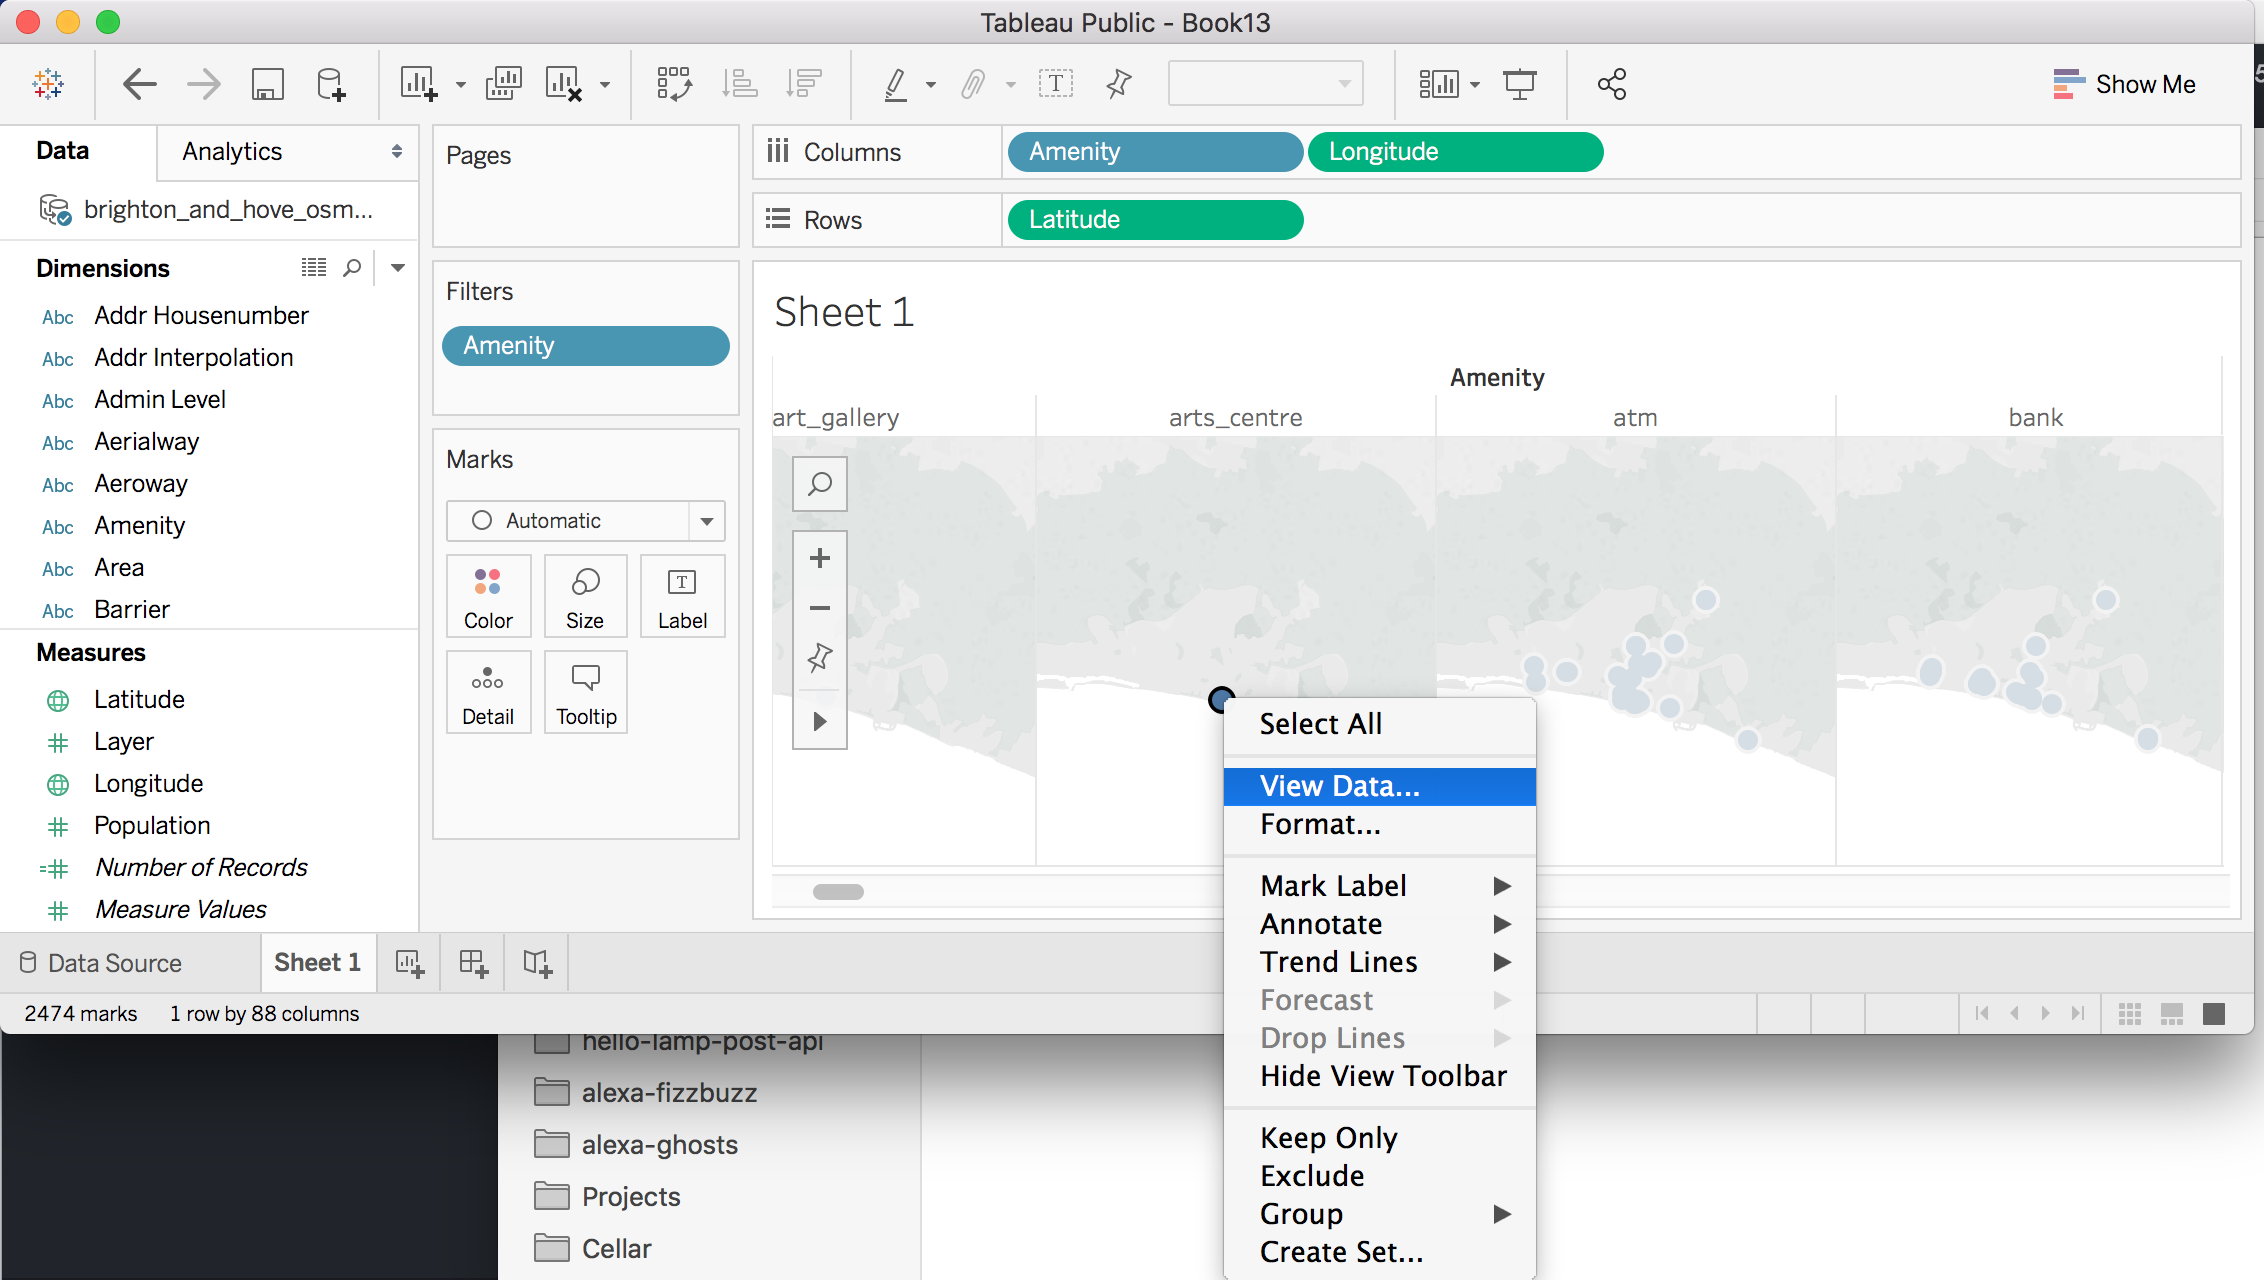 Tableau Public - Book13
Show Me
Data
Analytics
brighton_and_hove_osm...
Dimensions
Abc Addr Housenumber
Abc Addr Interpolation
Abc Admin Level
Abc Aerialway
Abc Aeroway
Abc Amenity
Abc Area
Abc Barrier
Measures
Latitude
Layer
Longitude
Population
Number of Records
Measure Values
Pages
Filters
Amenity
Marks
Automatic
Color
Size
Label
Detail
Tooltip
Columns
Amenity
Longitude
Rows
Latitude
Sheet 1
Amenity
art_gallery
arts_centre
atm
bank
Select All
View Data...
Format...
Mark Label
Annotate
Trend Lines
Forecast
Drop Lines
Hide View Toolbar
Keep Only
Exclude
Group
Create Set...
Data Source
Sheet 1
2474 marks
1 row by 88 columns
hello-lamp-post-api
alexa-fizzbuzz
alexa-ghosts
Projects
Cellar